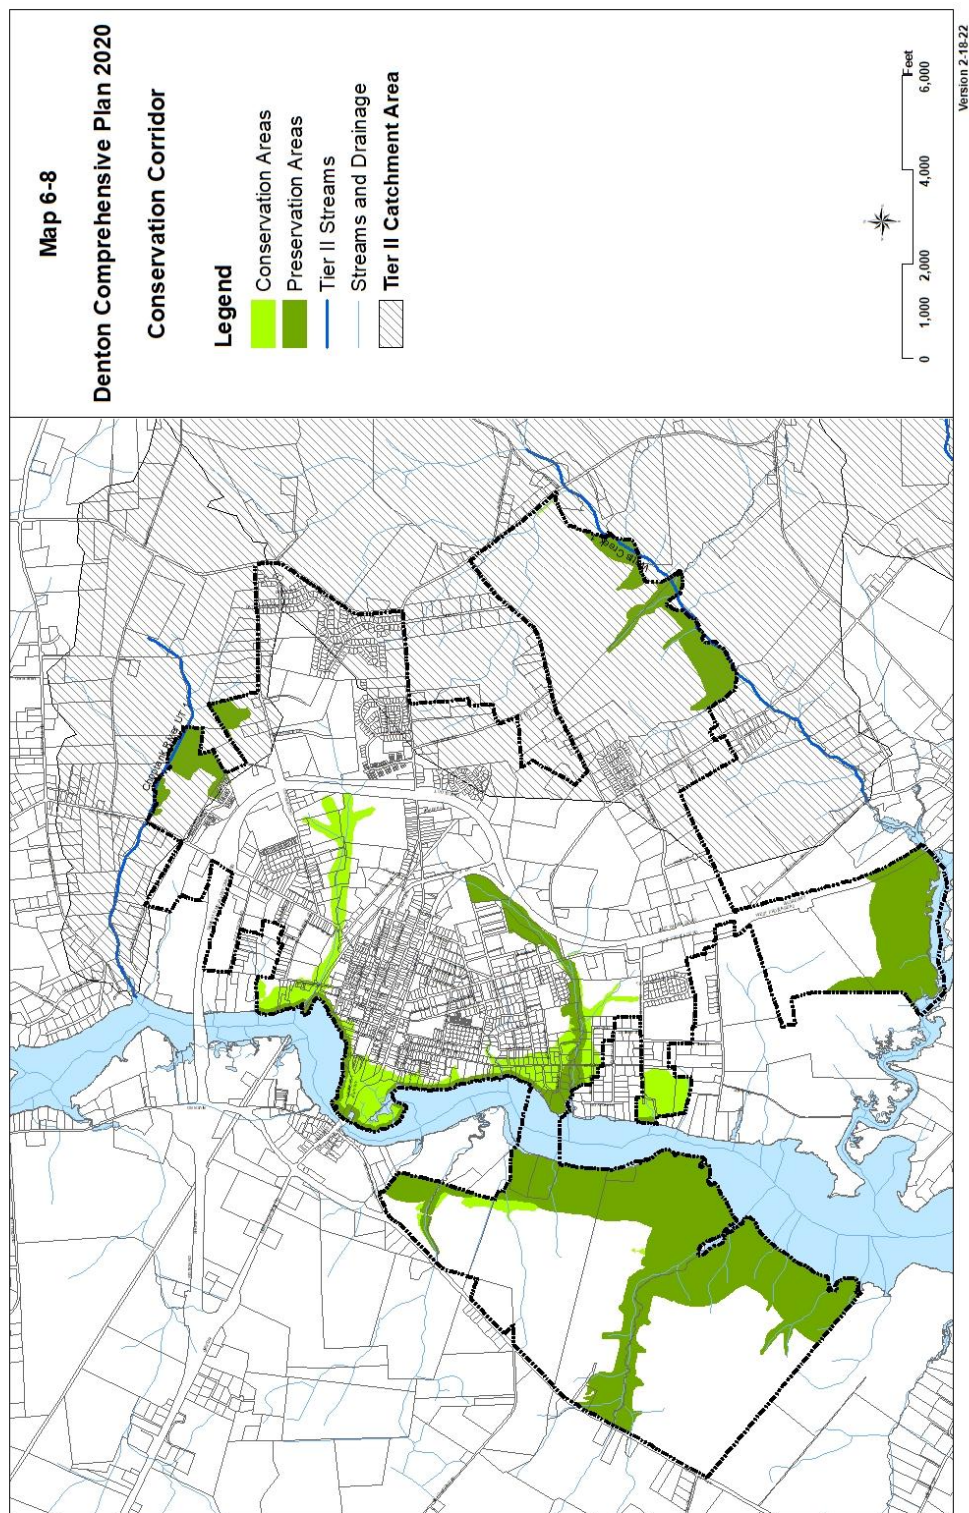 Map 6-8
Denton Comprehensive Plan 2020
Conservation Corridor
Legend
Conservation Areas
Preservation Areas
Tier II Streams
Streams and Drainage
Tier II Catchment Area
Feet
0 1,000 2,000 4,000 6,000
Version 2-18-22